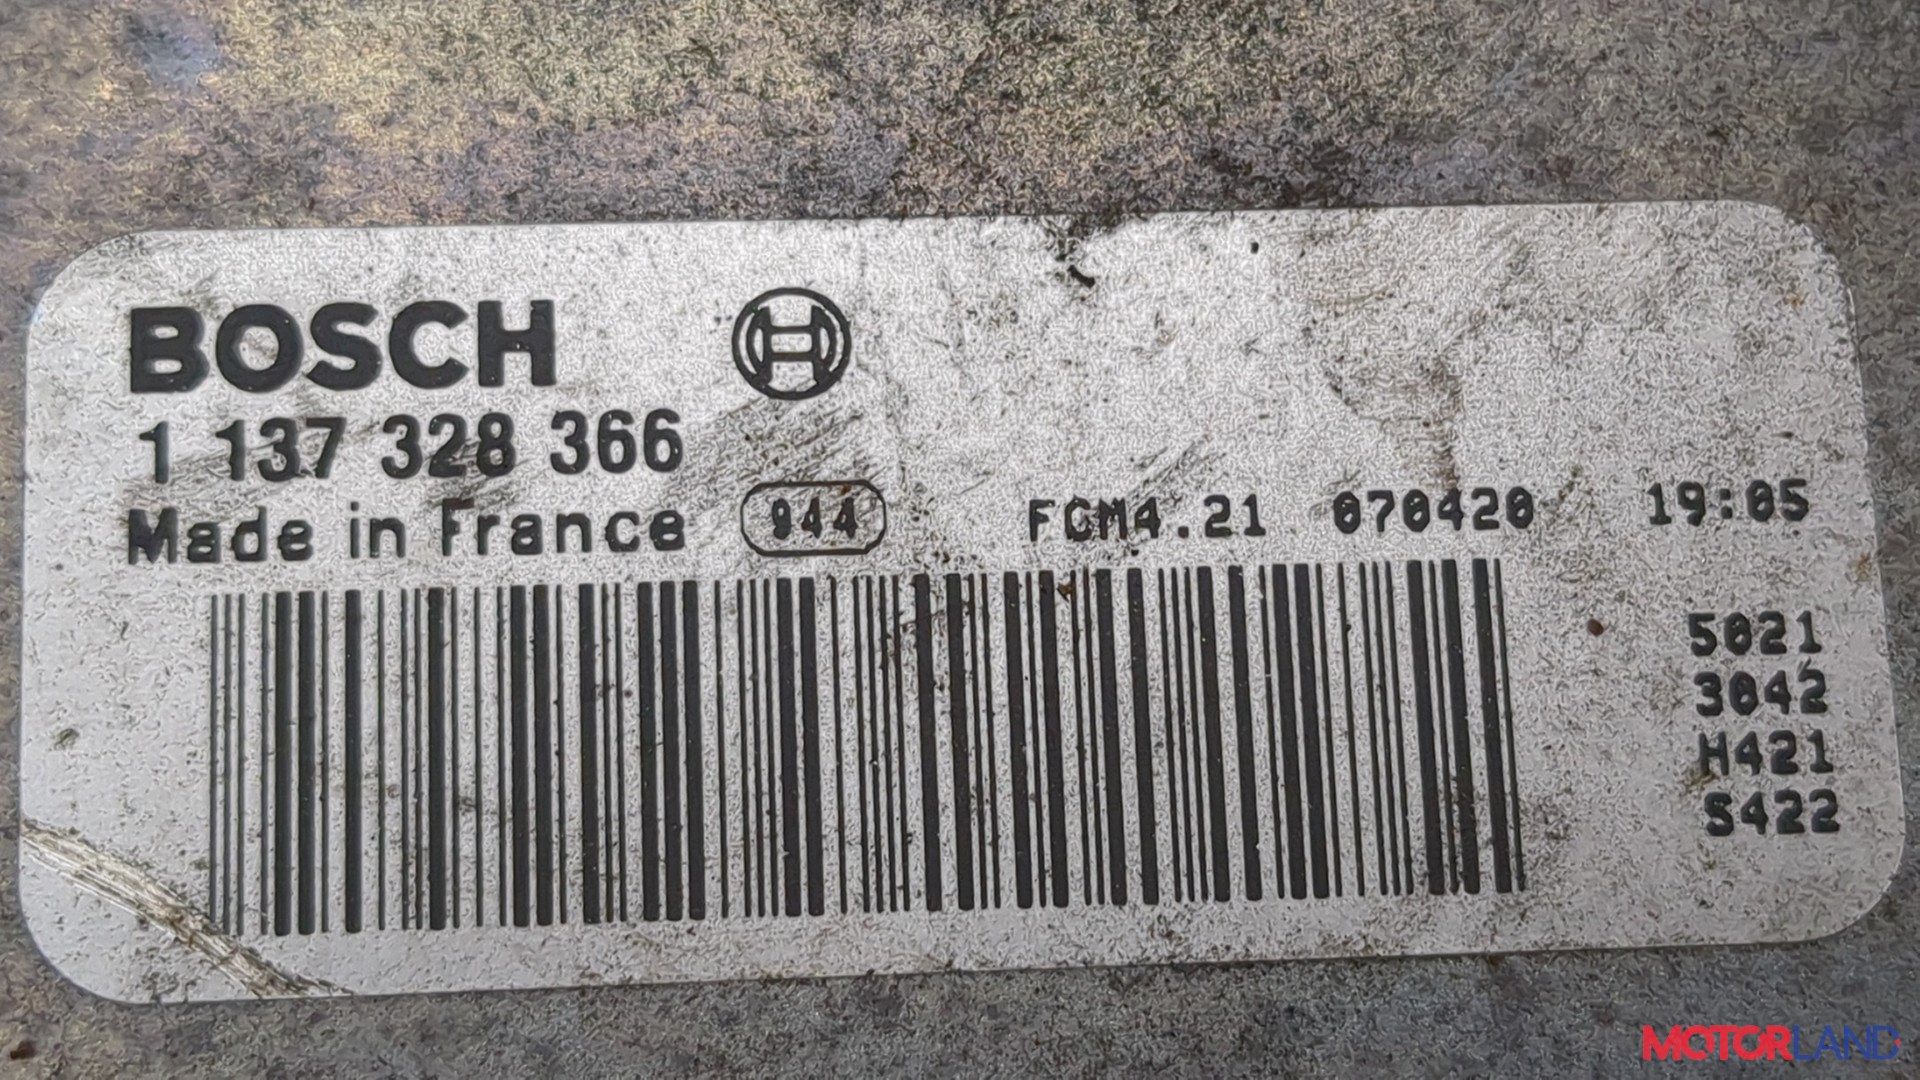 BOSCH
1 137 328 366
Made in France 944 FCM4.21 070420 19:05
5021
3042
H421
S422
MOTORLAND